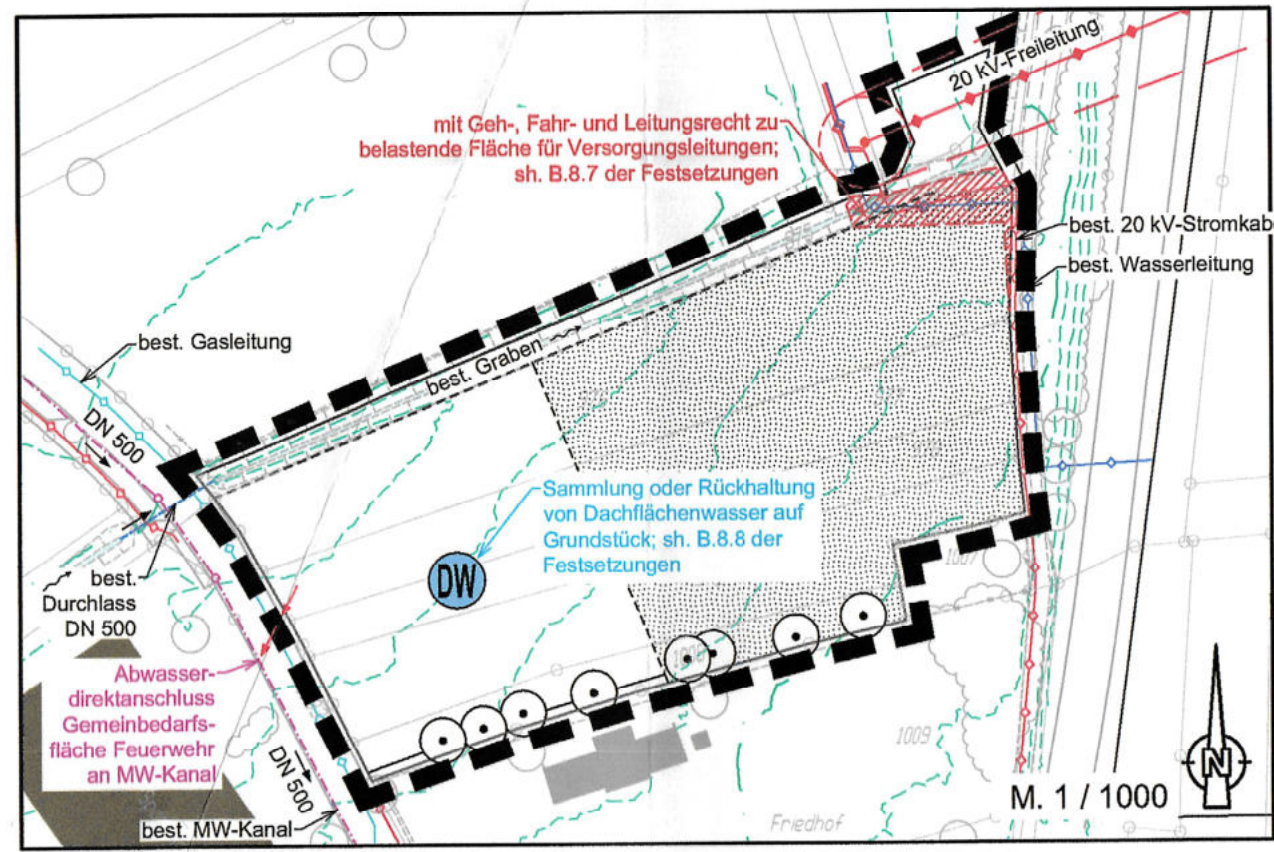 20 kV-Freileitung
mit Geh-, Fahr- und Leitungsrecht zu
belastende Fläche für Versorgungsleitungen;
sh. B.8.7 der Festsetzungen
best. 20 kV-Stromkab
best. Wasserleitung
best. Gasleitung
best. Graben
DN 500
Sammlung oder Rückhaltung
von Dachflächenwasser auf
Grundstück; sh. B.8.8 der
Festsetzungen
DW
best.
Durchlass
DN 500
1007
1008
Abwasser-
direktanschluss
Gemeinbedarfs-
fläche Feuerwehr
an MW-Kanal
DN 500
best. MW-Kanal
1009
Friedhof
M. 1 / 1000
N